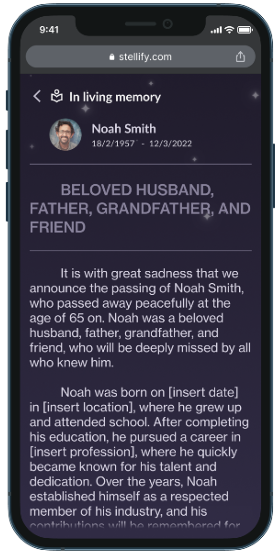 9:41
stellify.com
In living memory
Noah Smith
18/2/1957 - 12/3/2022
BELOVED HUSBAND,
FATHER, GRANDFATHER, AND
FRIEND
It is with great sadness that we
announce the passing of Noah Smith,
who passed away peacefully at the
age of 65 on. Noah was a beloved
husband, father, grandfather, and
friend, who will be deeply missed by all
who knew him.
Noah was born on [insert date]
in [insert location], where he grew up
and attended school. After completing
his education, he pursued a career in
[insert profession], where he quickly
became known for his talent and
dedication. Over the years, Noah
established himself as a respected
member of his industry, and his
contributions will be remembered for